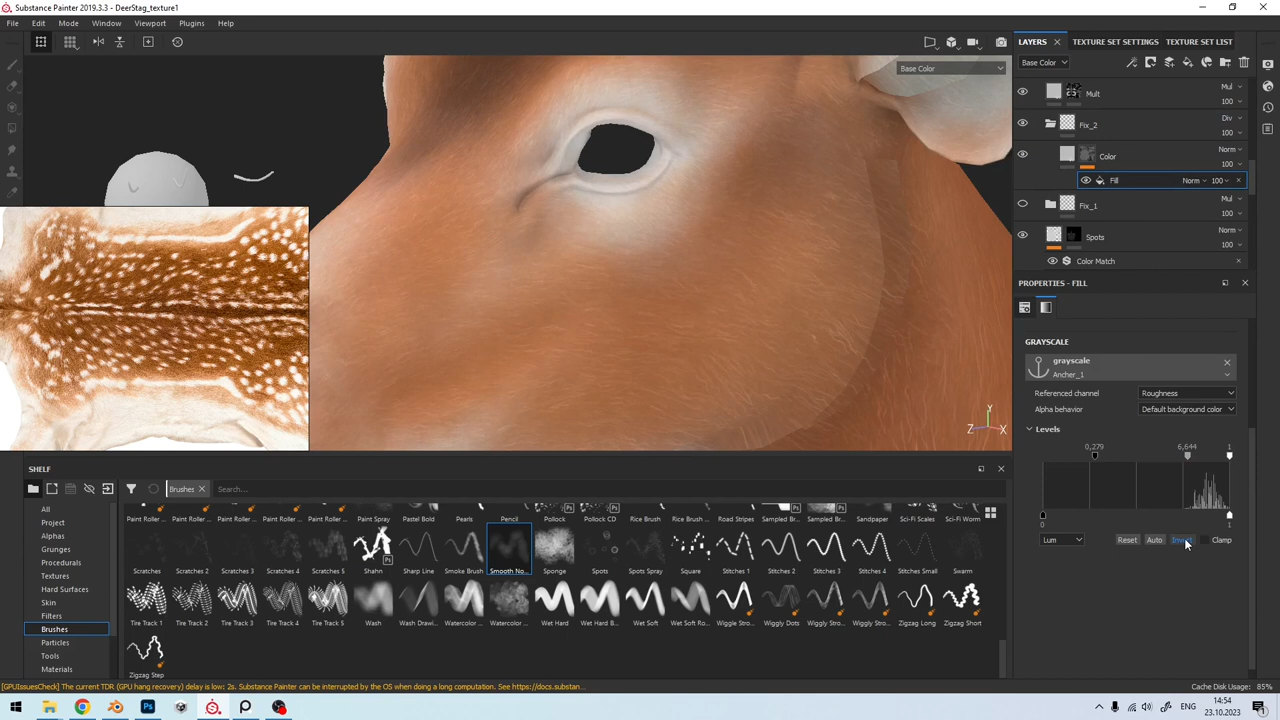 Substance Painter 2019.3.3 - DeerStag_texture1
File Edit Mode Window Viewport Plugins Help
Base Color
LAYERS TEXTURE SET SETTINGS TEXTURE SET LIST
Base Color
Mult Mul 100
Fix_2 Div 100
Color Norm 100
Fill Norm 100
Fix_1 Mul 100
Spots Norm 100
Color Match
PROPERTIES - FILL
GRAYSCALE
grayscale
Ancher_1
Referenced channel Roughness
Alpha behavior Default background color
Levels
0,279 6,644 1
0 1
Lum Reset Auto Invert Clamp
Y
Z X
SHELF
Brushes Search...
All
Project
Alphas
Grunges
Procedurals
Textures
Hard Surfaces
Skin
Filters
Brushes
Particles
Tools
Materials
Paint Roller ... Paint Roller ... Paint Roller ... Paint Roller ... Paint Roller ... Paint Spray Pastel Bold Pearls Pencil Pollock Pollock CD Rice Brush Rice Brush ... Road Stripes Sampled Br... Sampled Br... Sandpaper Sci-Fi Scales Sci-Fi Worm
Scratches Scratches 2 Scratches 3 Scratches 4 Scratches 5 Shahn Sharp Line Smoke Brush Smooth No... Sponge Spots Spots Spray Square Stitches 1 Stitches 2 Stitches 3 Stitches 4 Stitches Small Swarm
Tire Track 1 Tire Track 2 Tire Track 3 Tire Track 4 Tire Track 5 Wash Wash Drawi... Watercolor ... Watercolor ... Wet Hard Wet Hard B... Wet Soft Wet Soft Ro... Wiggle Stro... Wiggly Dots Wiggly Stro... Wiggly Stro... Zigzag Long Zigzag Short
Zigzag Step
[GPUIssuesCheck] The current TDR (GPU hang recovery) delay is low: 2s. Substance Painter can be interrupted by the OS when doing a long computation. See https://docs.substan...
Cache Disk Usage: 85%
ENG
14:54
23.10.2023